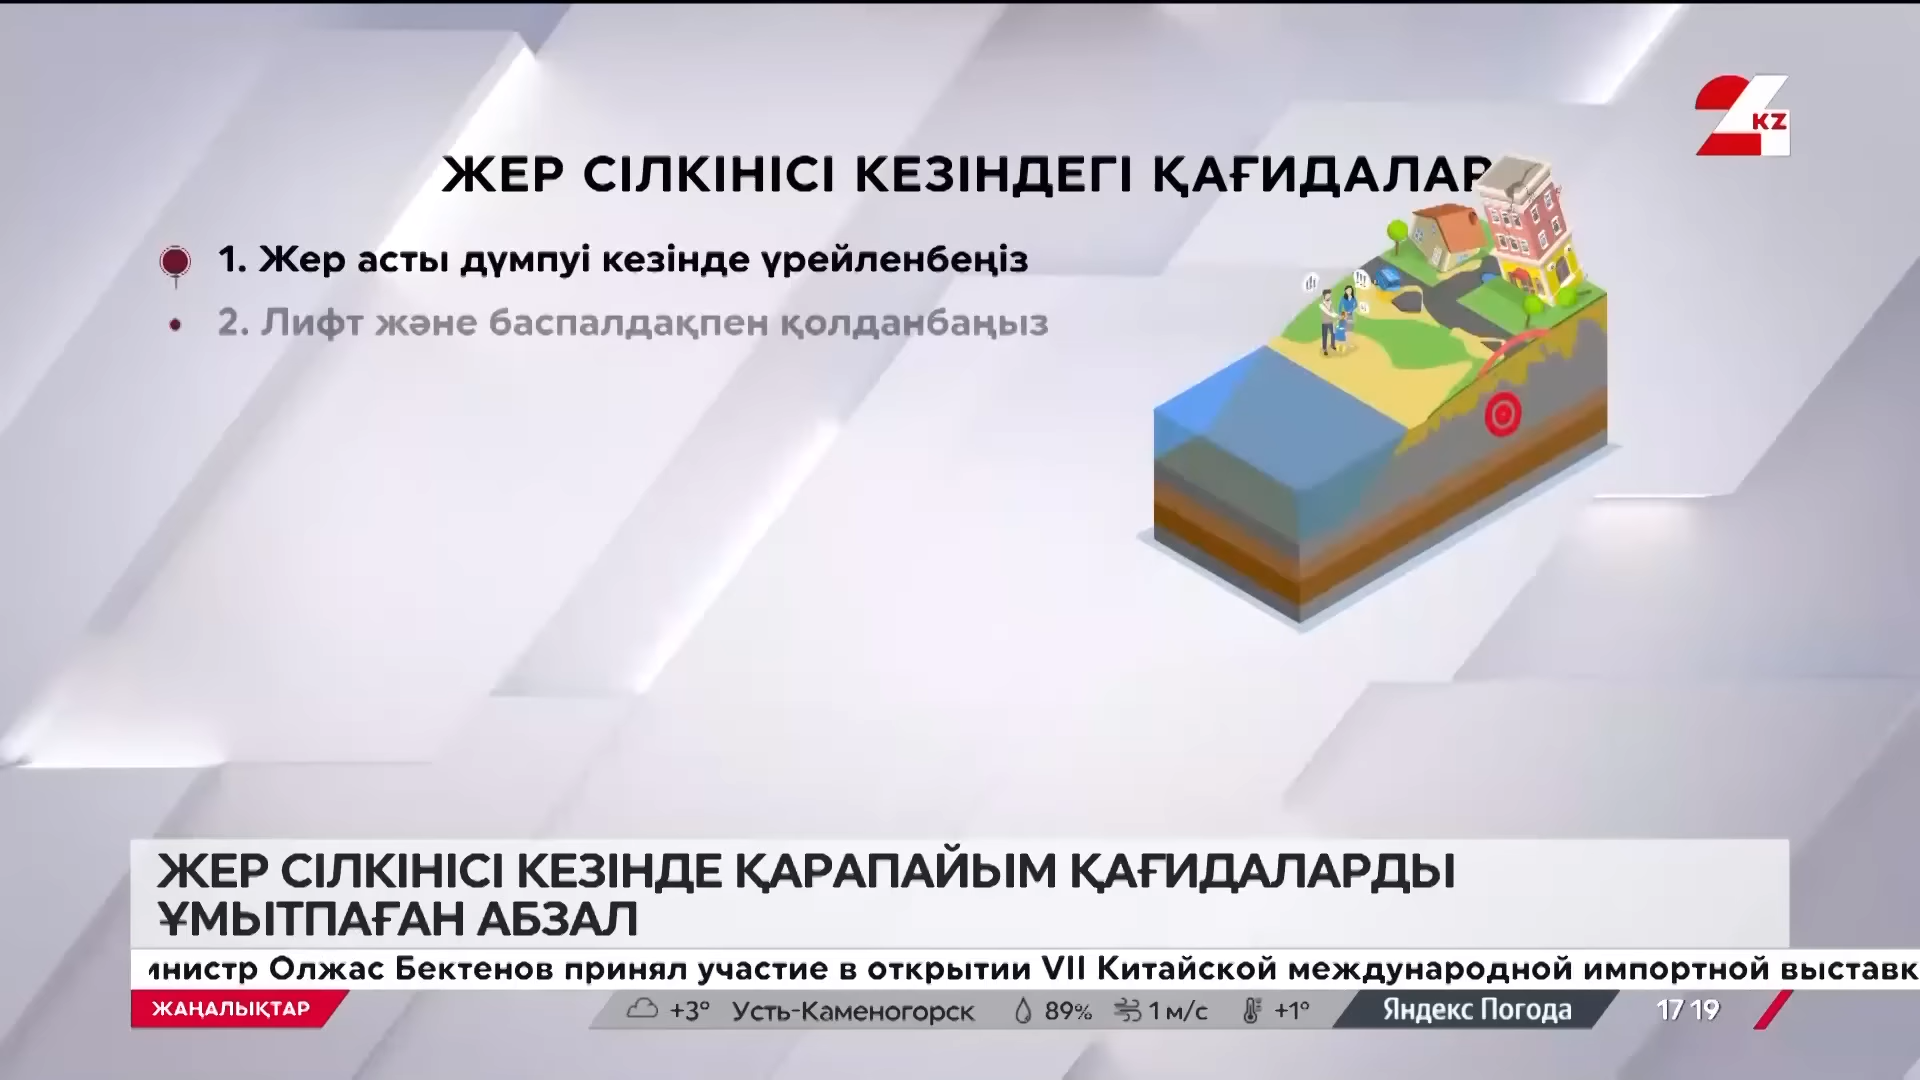 24 KZ
ЖЕР СІЛКІНІСІ КЕЗІНДЕГІ ҚАҒИДАЛАР
1. Жер асты дүмпуі кезінде үрейленбеңіз
2. Лифт және баспалдақпен қолданбаңыз
ЖЕР СІЛКІНІСІ КЕЗІНДЕ ҚАРАПАЙЫМ ҚАҒИДАЛАРДЫ
ҰМЫТПАҒАН АБЗАЛ
инистр Олжас Бектенов принял участие в открытии VII Китайской международной импортной выставк
ЖАҢАЛЫҚТАР +3° Усть-Каменогорск 89% 1 м/с +1° Яндекс Погода 17 19